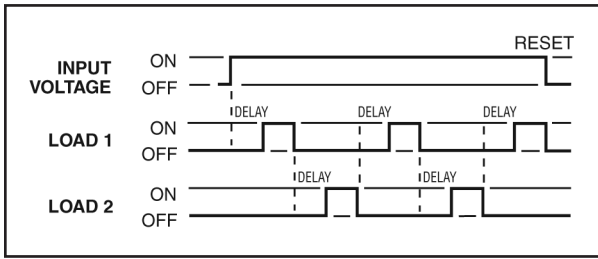 RESET
INPUT VOLTAGE ON
OFF
DELAY DELAY DELAY
LOAD 1 ON
OFF
DELAY DELAY
LOAD 2 ON
OFF